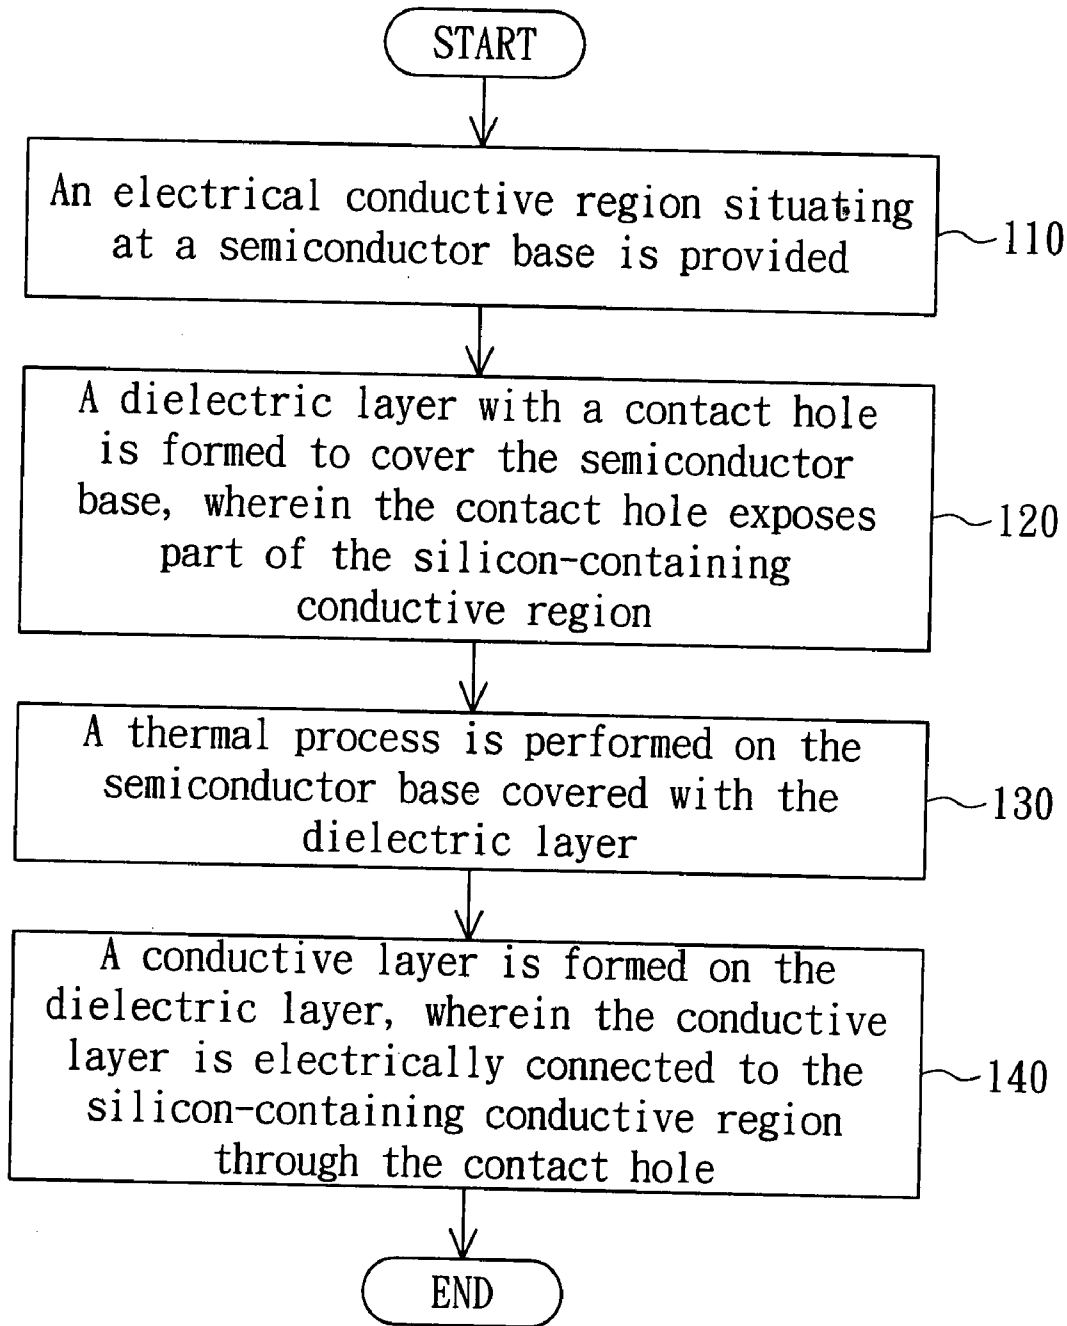 START
An electrical conductive region situating
at a semiconductor base is provided
110
A dielectric layer with a contact hole
is formed to cover the semiconductor
base, wherein the contact hole exposes
part of the silicon-containing
conductive region
120
A thermal process is performed on the
semiconductor base covered with the
dielectric layer
130
A conductive layer is formed on the
dielectric layer, wherein the conductive
layer is electrically connected to the
silicon-containing conductive region
through the contact hole
140
END